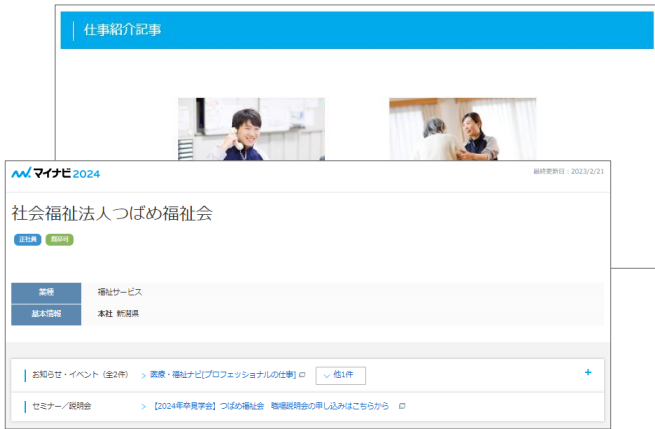 仕事紹介記事
マイナビ2024
最終更新日：2023/2/21
社会福祉法人つばめ福祉会
正社員 既卒可
業種 福祉サービス
基本情報 本社 新潟県
お知らせ・イベント（全2件） > 医療・福祉ナビ[プロフェッショナルの仕事] 他1件 +
セミナー／説明会 > 【2024年卒見学会】つばめ福祉会 職場説明会の申し込みはこちらから